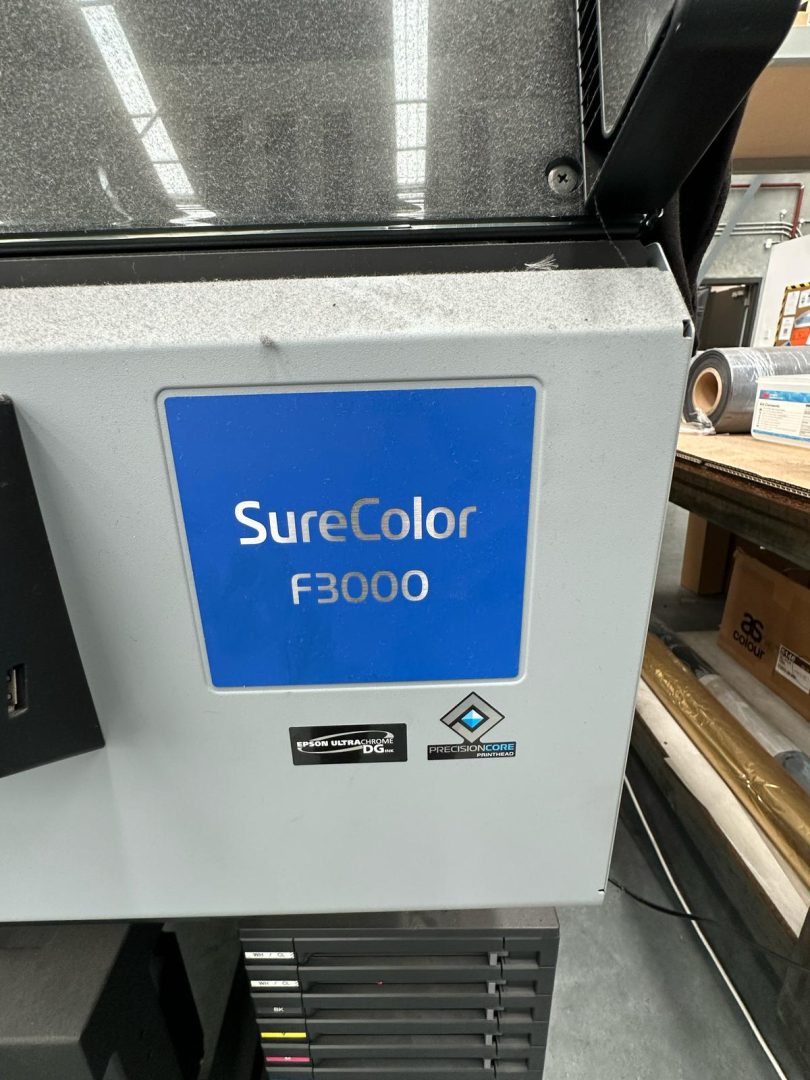 SureColor
F3000
EPSON ULTRACHROME
DG INK
PRECISIONCORE
PRINTHEAD
as
colour
WH / CL
WH / CL
BK
Y
M